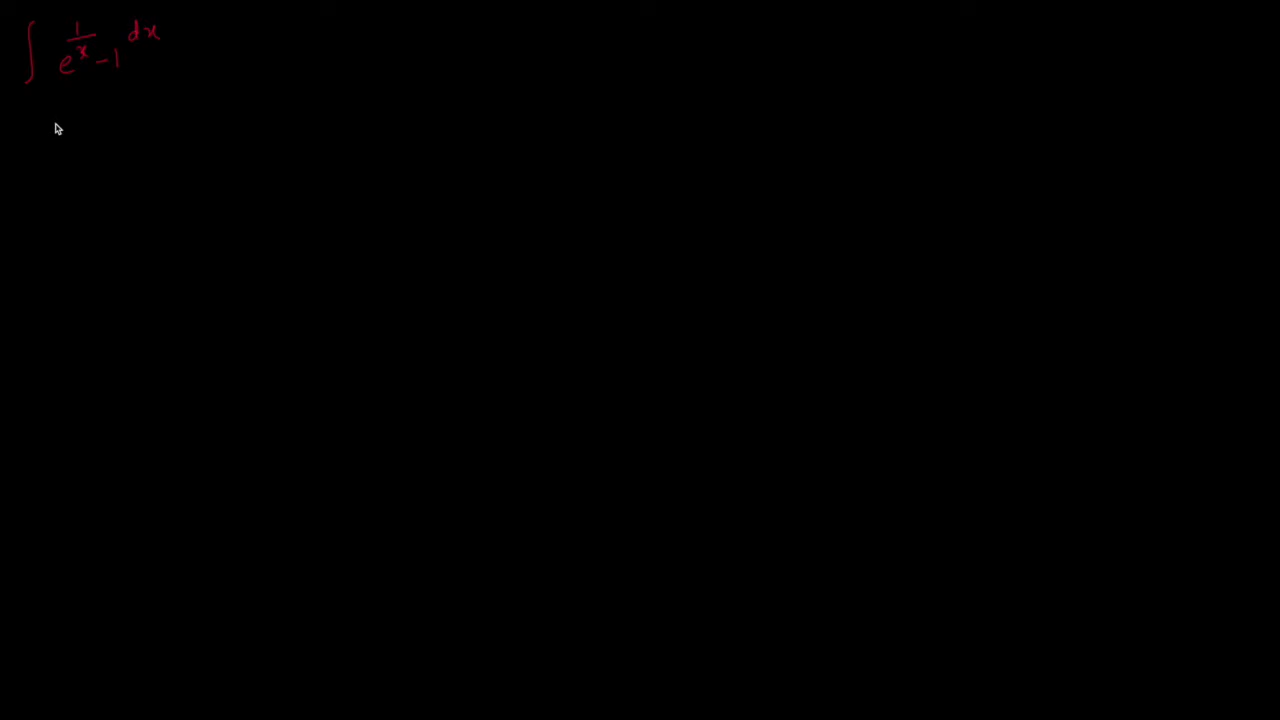 ∫ 1/(e^x - 1) dx